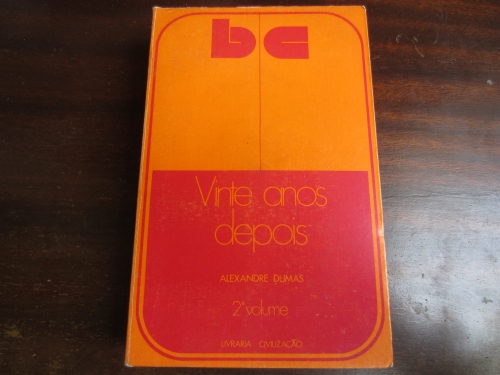 bc
Vinte anos
depois
ALEXANDRE DUMAS
2º volume
LIVRARIA CIVILIZAÇÃO